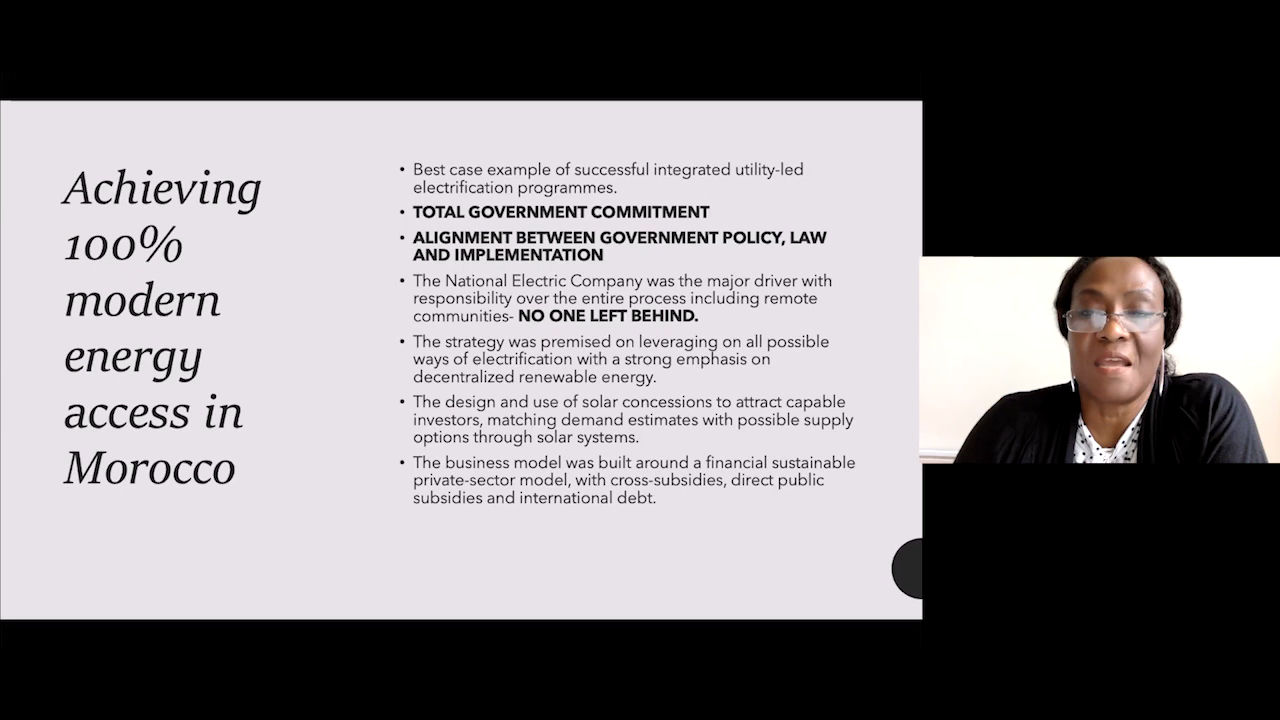 Achieving
100%
modern
energy
access in
Morocco
• Best case example of successful integrated utility-led
electrification programmes.
• TOTAL GOVERNMENT COMMITMENT
• ALIGNMENT BETWEEN GOVERNMENT POLICY, LAW
AND IMPLEMENTATION
• The National Electric Company was the major driver with
responsibility over the entire process including remote
communities- NO ONE LEFT BEHIND.
• The strategy was premised on leveraging on all possible
ways of electrification with a strong emphasis on
decentralized renewable energy.
• The design and use of solar concessions to attract capable
investors, matching demand estimates with possible supply
options through solar systems.
• The business model was built around a financial sustainable
private-sector model, with cross-subsidies, direct public
subsidies and international debt.